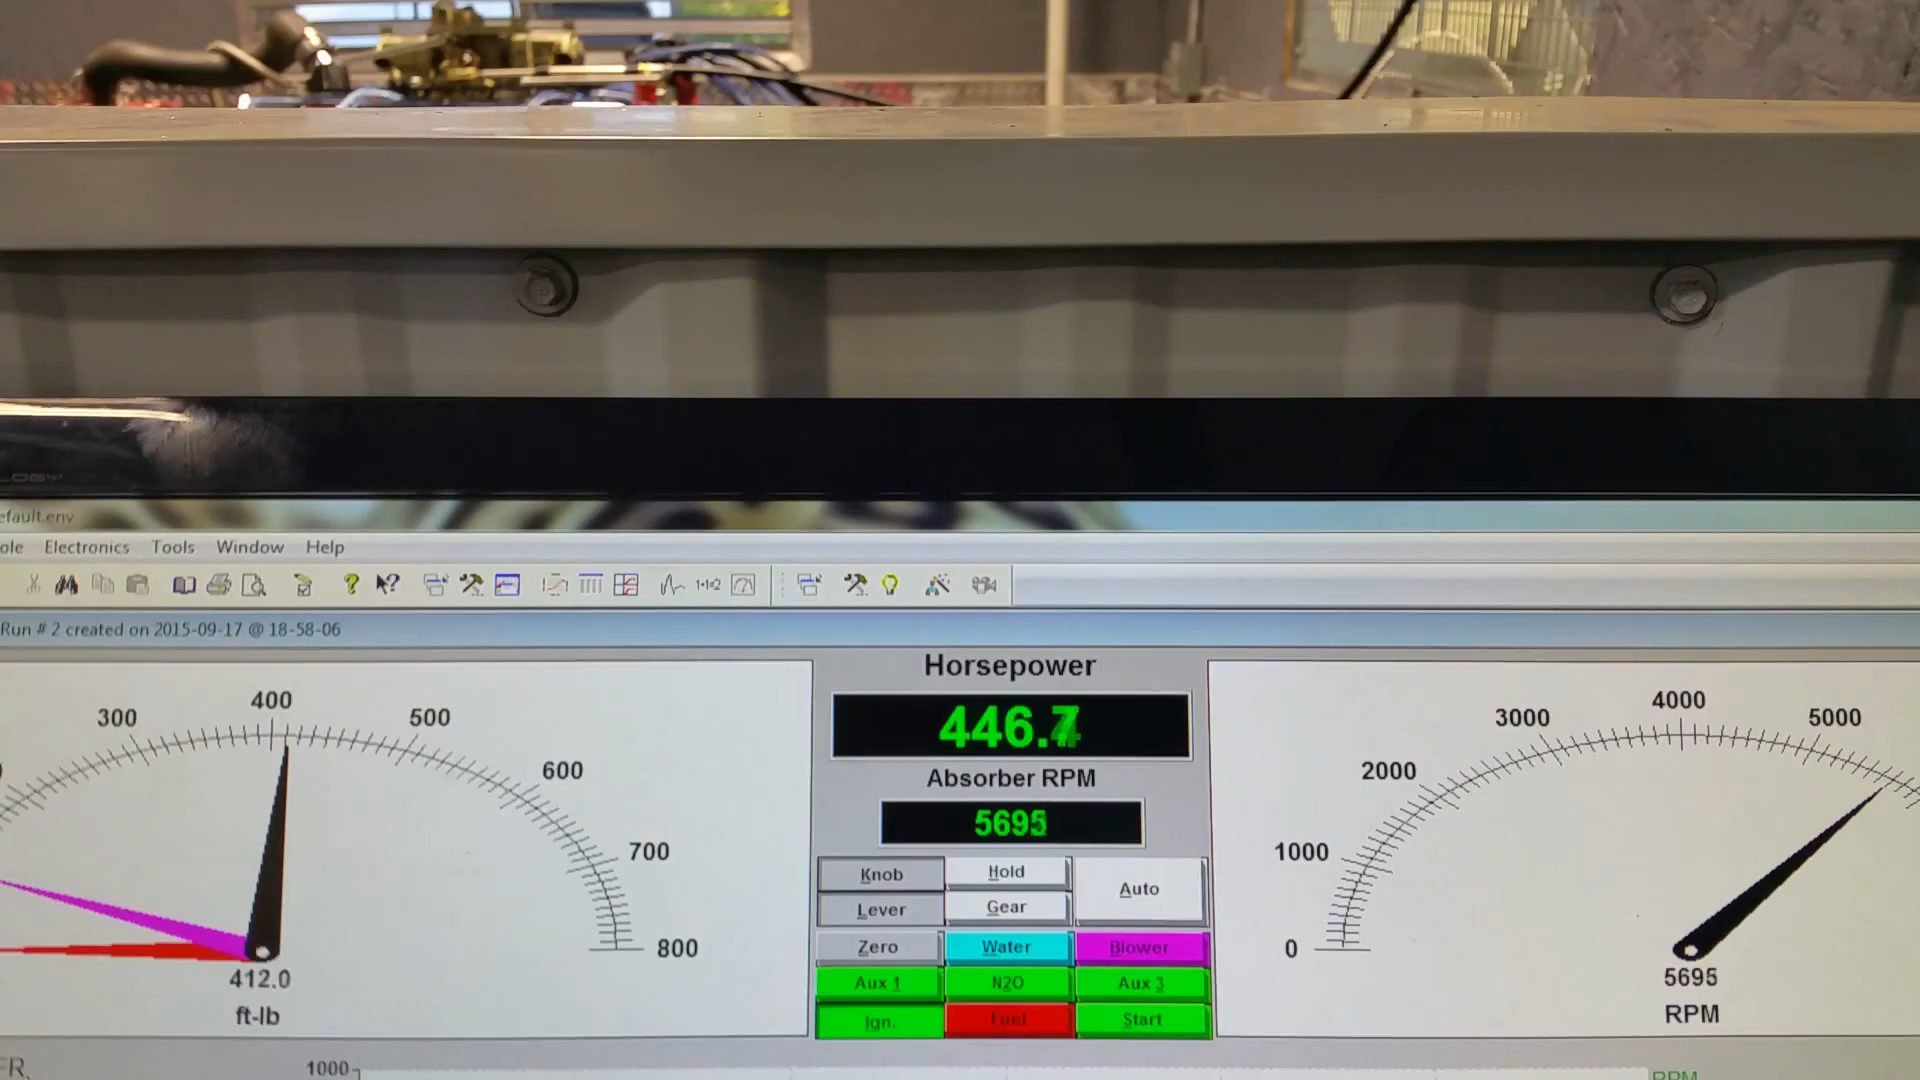 LOGY
efault.env
ole Electronics Tools Window Help
Run # 2 created on 2015-09-17 @ 18-58-06
300 400 500 600 700 800
412.0
ft-lb
Horsepower
446.7
Absorber RPM
5695
Knob Hold Auto
Lever Gear
Zero Water Blower
Aux 1 N2O Aux 3
Ign. Fuel Start
0 1000 2000 3000 4000 5000
5695
RPM
FR.
1000
RPM